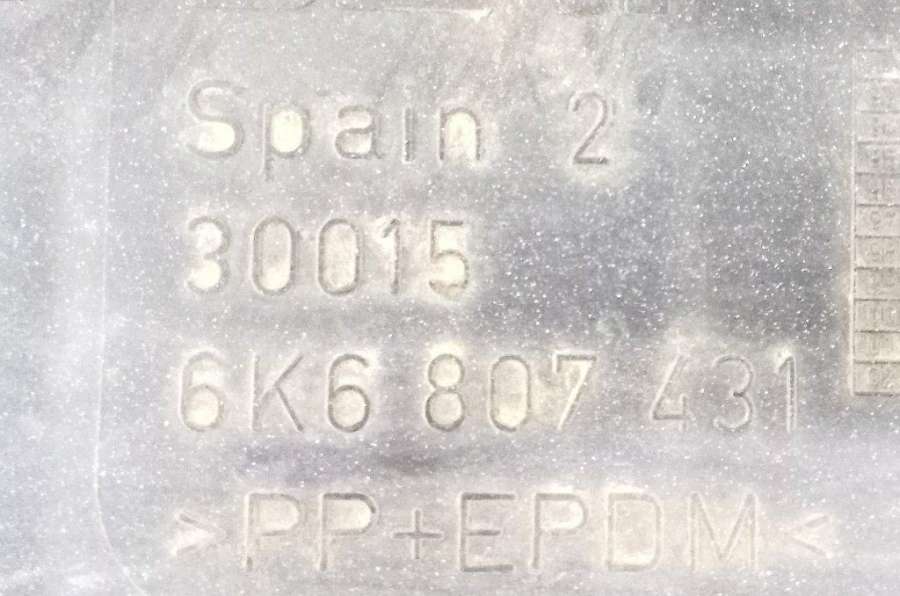 Spain 2
30015
6K6 807 431
>PP+EPDM<